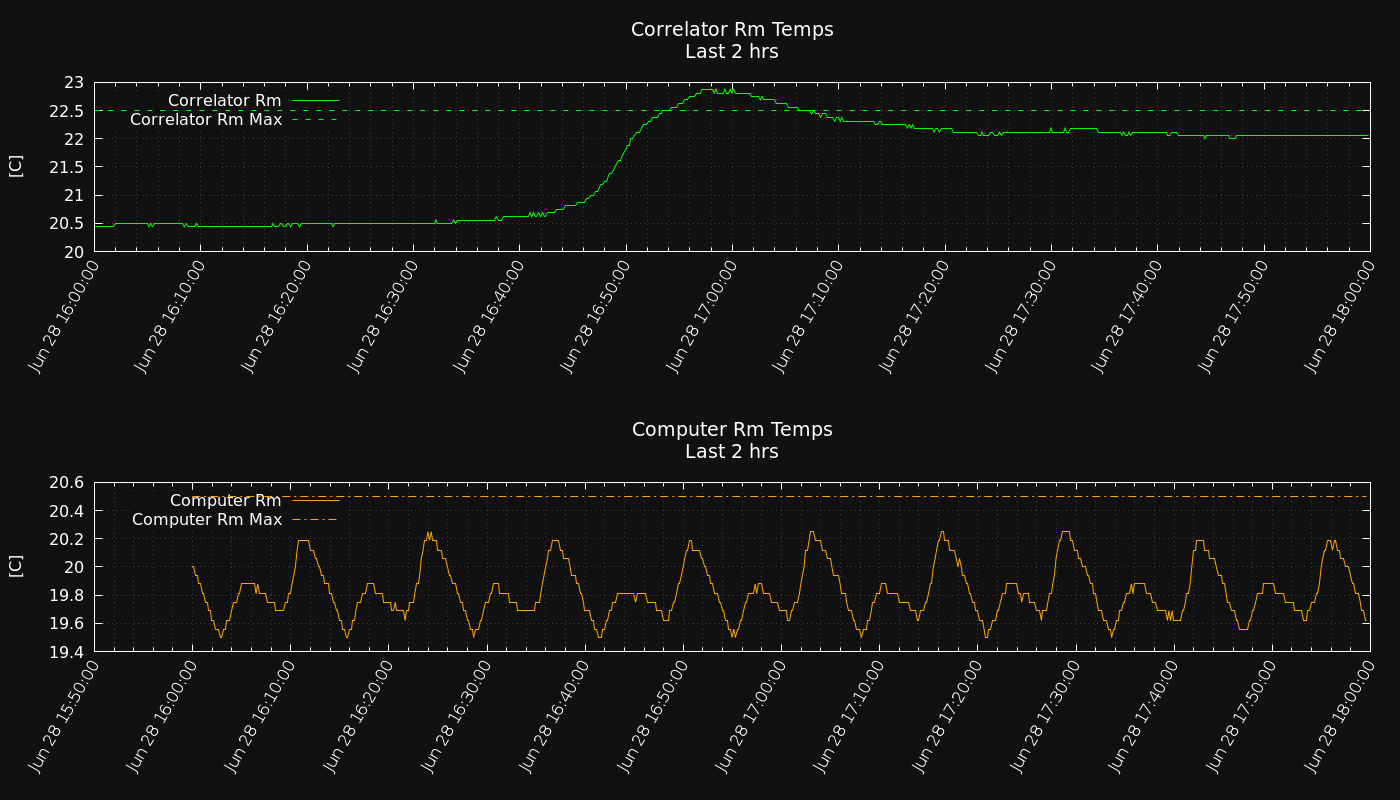 Correlator Rm Temps
Last 2 hrs
Correlator Rm
Correlator Rm Max
[C]
23
22.5
22
21.5
21
20.5
20
Jun 28 16:00:00
Jun 28 16:10:00
Jun 28 16:20:00
Jun 28 16:30:00
Jun 28 16:40:00
Jun 28 16:50:00
Jun 28 17:00:00
Jun 28 17:10:00
Jun 28 17:20:00
Jun 28 17:30:00
Jun 28 17:40:00
Jun 28 17:50:00
Jun 28 18:00:00
Computer Rm Temps
Last 2 hrs
Computer Rm
Computer Rm Max
[C]
20.6
20.4
20.2
20
19.8
19.6
19.4
Jun 28 15:50:00
Jun 28 16:00:00
Jun 28 16:10:00
Jun 28 16:20:00
Jun 28 16:30:00
Jun 28 16:40:00
Jun 28 16:50:00
Jun 28 17:00:00
Jun 28 17:10:00
Jun 28 17:20:00
Jun 28 17:30:00
Jun 28 17:40:00
Jun 28 17:50:00
Jun 28 18:00:00